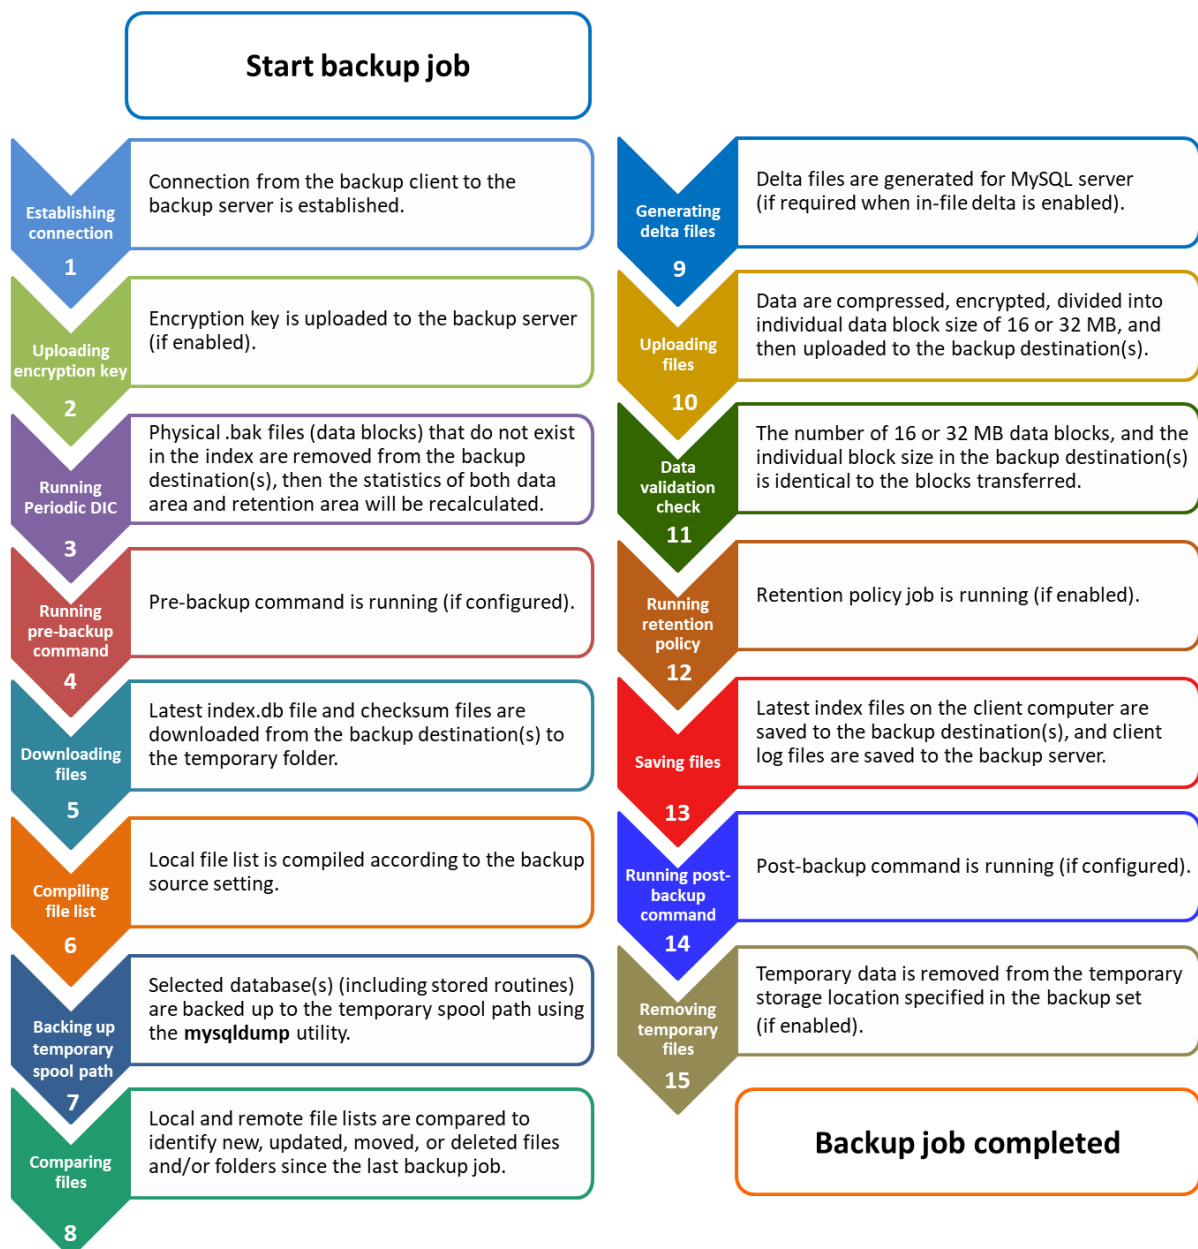 Start backup job
Establishing
connection
1
Connection from the backup client to the
backup server is established.
Uploading
encryption key
2
Encryption key is uploaded to the backup server
(if enabled).
Running
Periodic DIC
3
Physical .bak files (data blocks) that do not exist
in the index are removed from the backup
destination(s), then the statistics of both data
area and retention area will be recalculated.
Running
pre-backup
command
4
Pre-backup command is running (if configured).
Downloading
files
5
Latest index.db file and checksum files are
downloaded from the backup destination(s) to
the temporary folder.
Compiling
file list
6
Local file list is compiled according to the backup
source setting.
Backing up
temporary
spool path
7
Selected database(s) (including stored routines)
are backed up to the temporary spool path using
the mysqldump utility.
Comparing
files
8
Local and remote file lists are compared to
identify new, updated, moved, or deleted files
and/or folders since the last backup job.
Generating
delta files
9
Delta files are generated for MySQL server
(if required when in-file delta is enabled).
Uploading
files
10
Data are compressed, encrypted, divided into
individual data block size of 16 or 32 MB, and
then uploaded to the backup destination(s).
Data
validation
check
11
The number of 16 or 32 MB data blocks, and the
individual block size in the backup destination(s)
is identical to the blocks transferred.
Running
retention
policy
12
Retention policy job is running (if enabled).
Saving files
13
Latest index files on the client computer are
saved to the backup destination(s), and client
log files are saved to the backup server.
Running post-
backup
command
14
Post-backup command is running (if configured).
Removing
temporary
files
15
Temporary data is removed from the temporary
storage location specified in the backup set
(if enabled).
Backup job completed